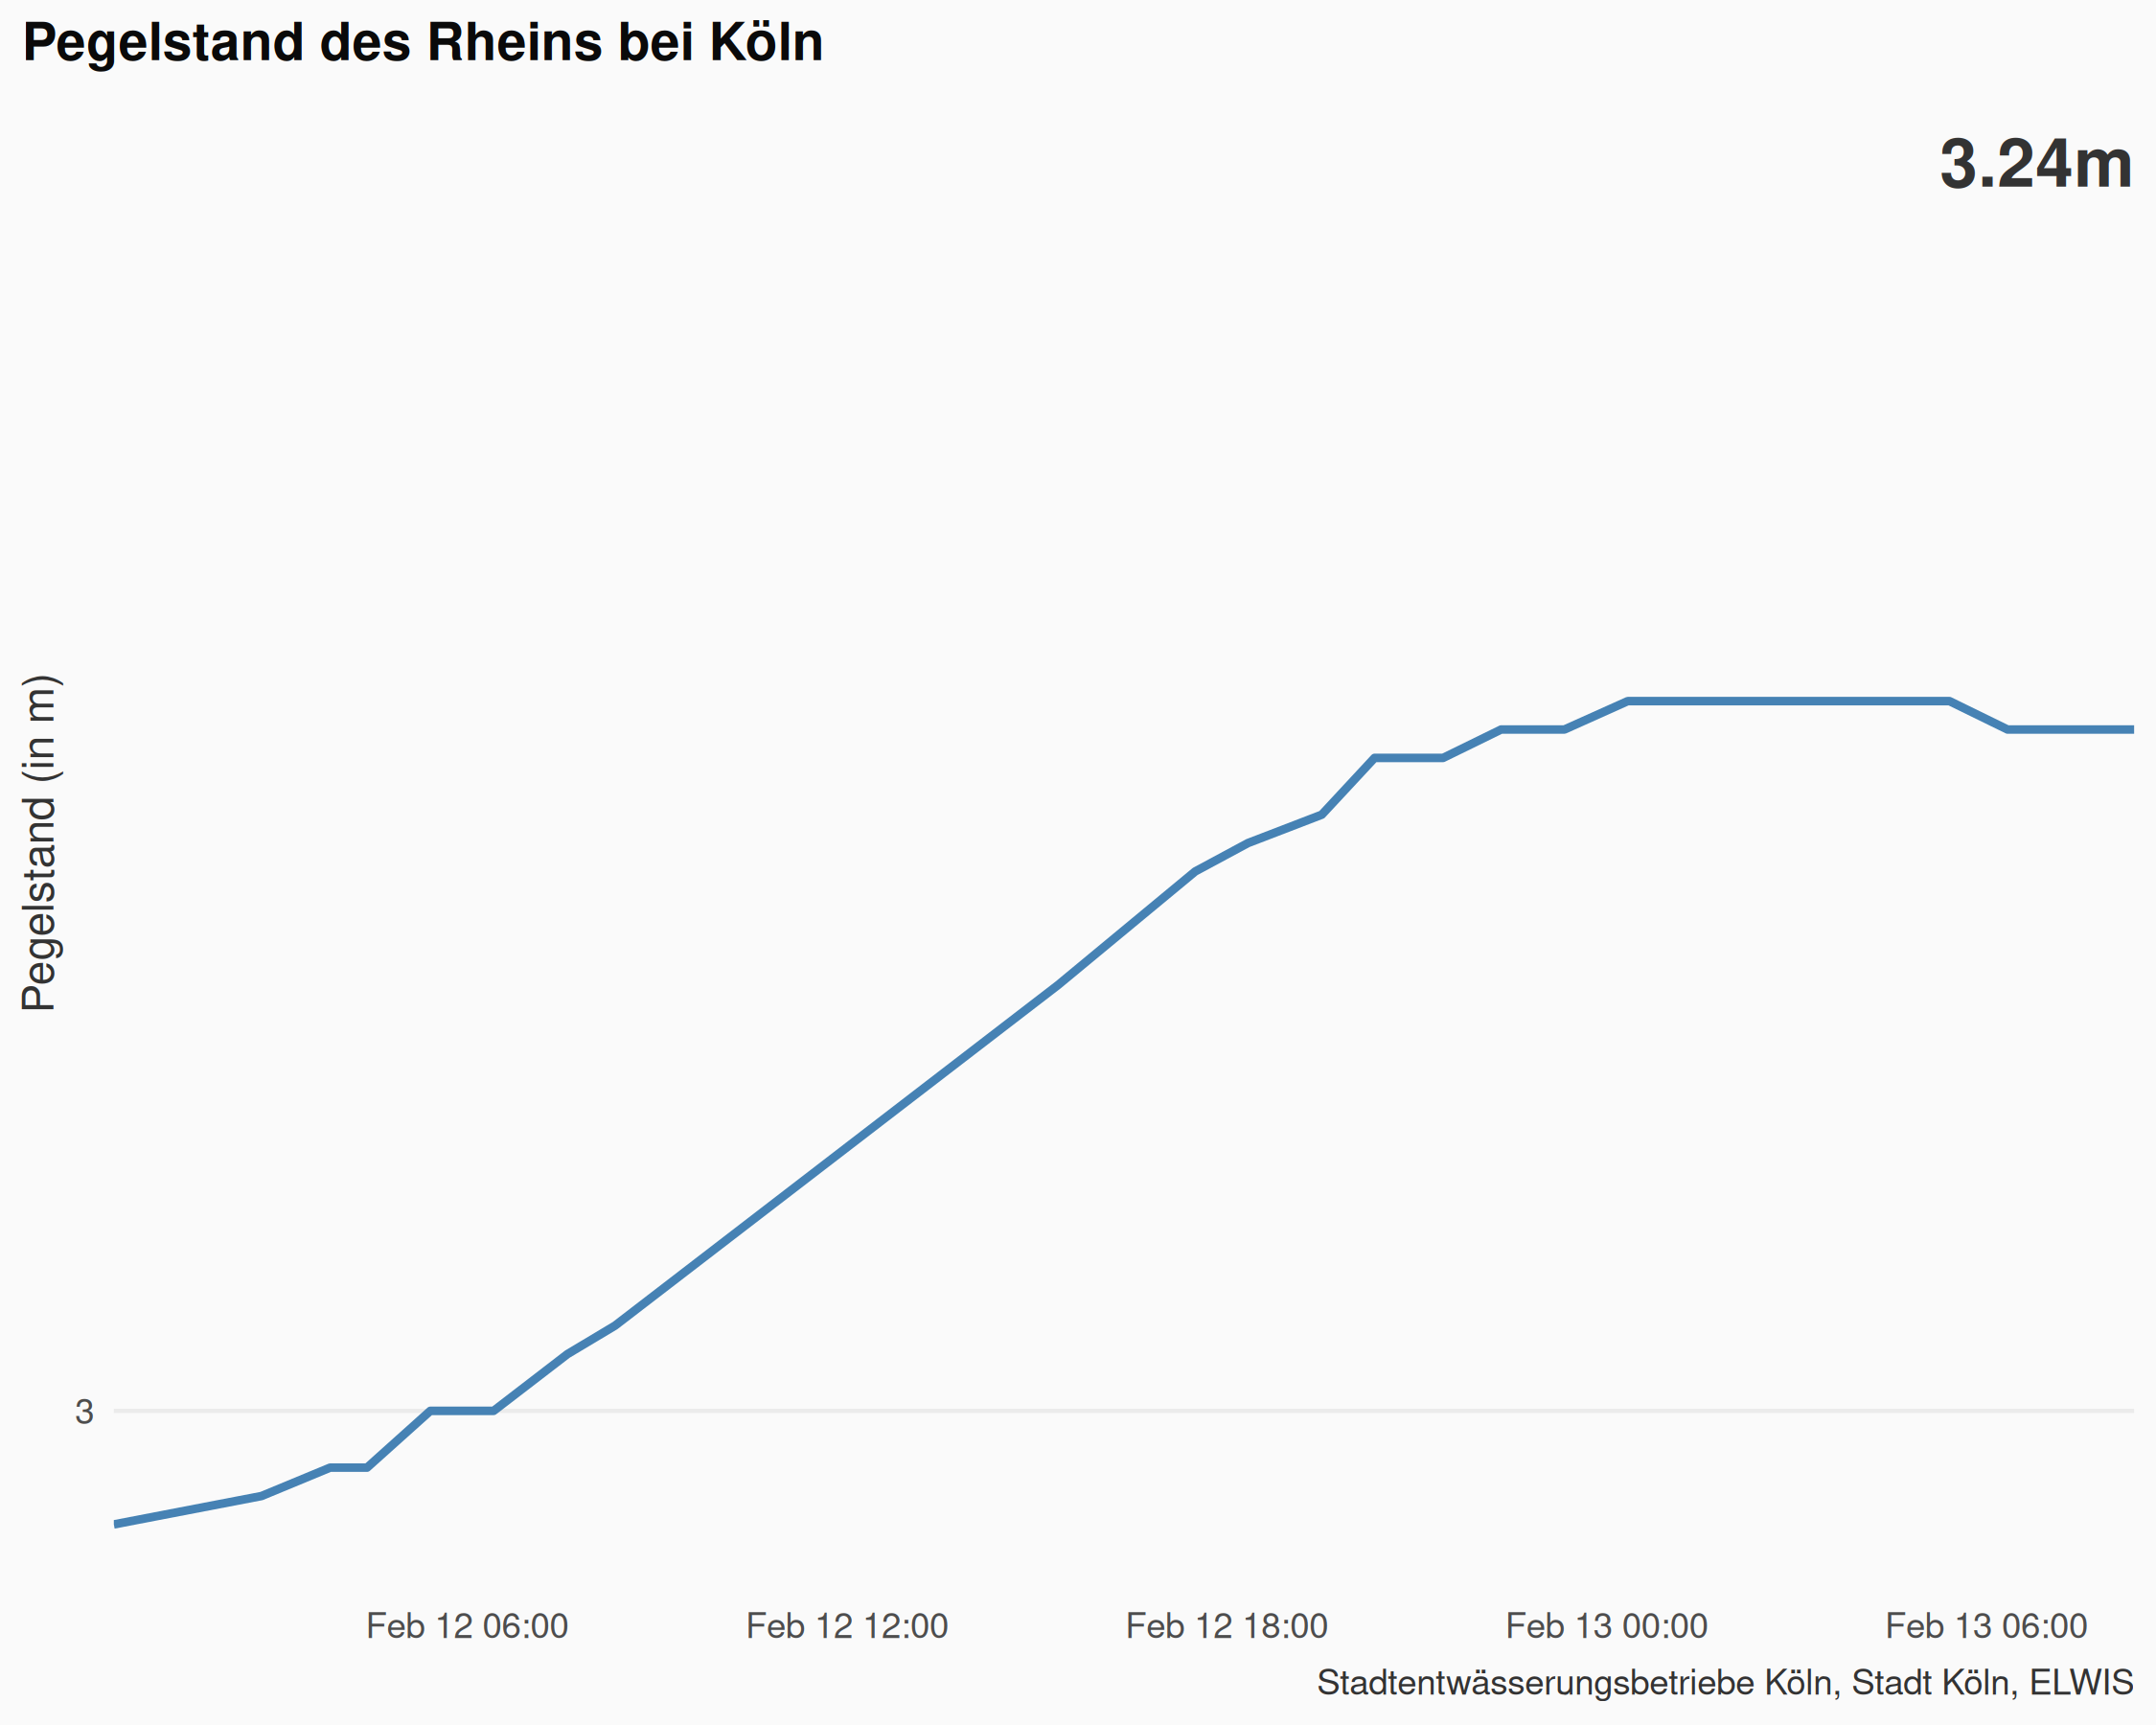 Pegelstand des Rheins bei Köln
3.24m
Pegelstand (in m)
3
Feb 12 06:00
Feb 12 12:00
Feb 12 18:00
Feb 13 00:00
Feb 13 06:00
Stadtentwässerungsbetriebe Köln, Stadt Köln, ELWIS